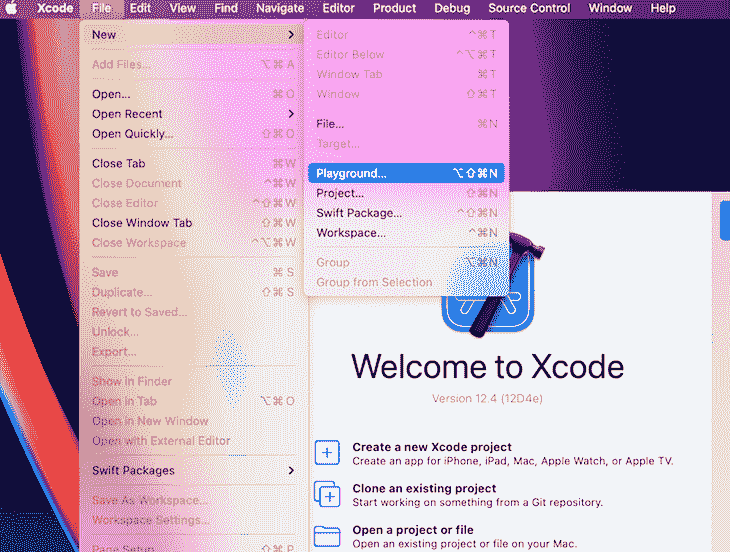 Xcode File Edit View Find Navigate Editor Product Debug Source Control Window Help
New >
Add Files... ⌥⌘A
Open... ⌘O
Open Recent >
Open Quickly... ⇧⌘O
Close Tab ⌘W
Close Document ^⌘W
Close Editor ^⇧⌘W
Close Window Tab ⇧⌘W
Close Workspace ^⌥⌘W
Save ⌘S
Duplicate... ⇧⌘S
Revert to Saved...
Unlock...
Export...
Show in Finder
Open in Tab ⌥⌘O
Open in New Window
Open with External Editor
Swift Packages >
Save As Workspace...
Workspace Settings...
Page Setup... ⇧⌘P
Editor ^⌘T
Editor Below ^⌥⌘T
Window Tab ⌘T
Window ⇧⌘T
File... ⌘N
Target...
Playground... ⌥⇧⌘N
Project... ⇧⌘N
Swift Package... ^⇧⌘N
Workspace... ^⌘N
Group ⌥⌘N
Group from Selection
Welcome to Xcode
Version 12.4 (12D4e)
Create a new Xcode project
Create an app for iPhone, iPad, Mac, Apple Watch, or Apple TV.
Clone an existing project
Start working on something from a Git repository.
Open a project or file
Open an existing project or file on your Mac.